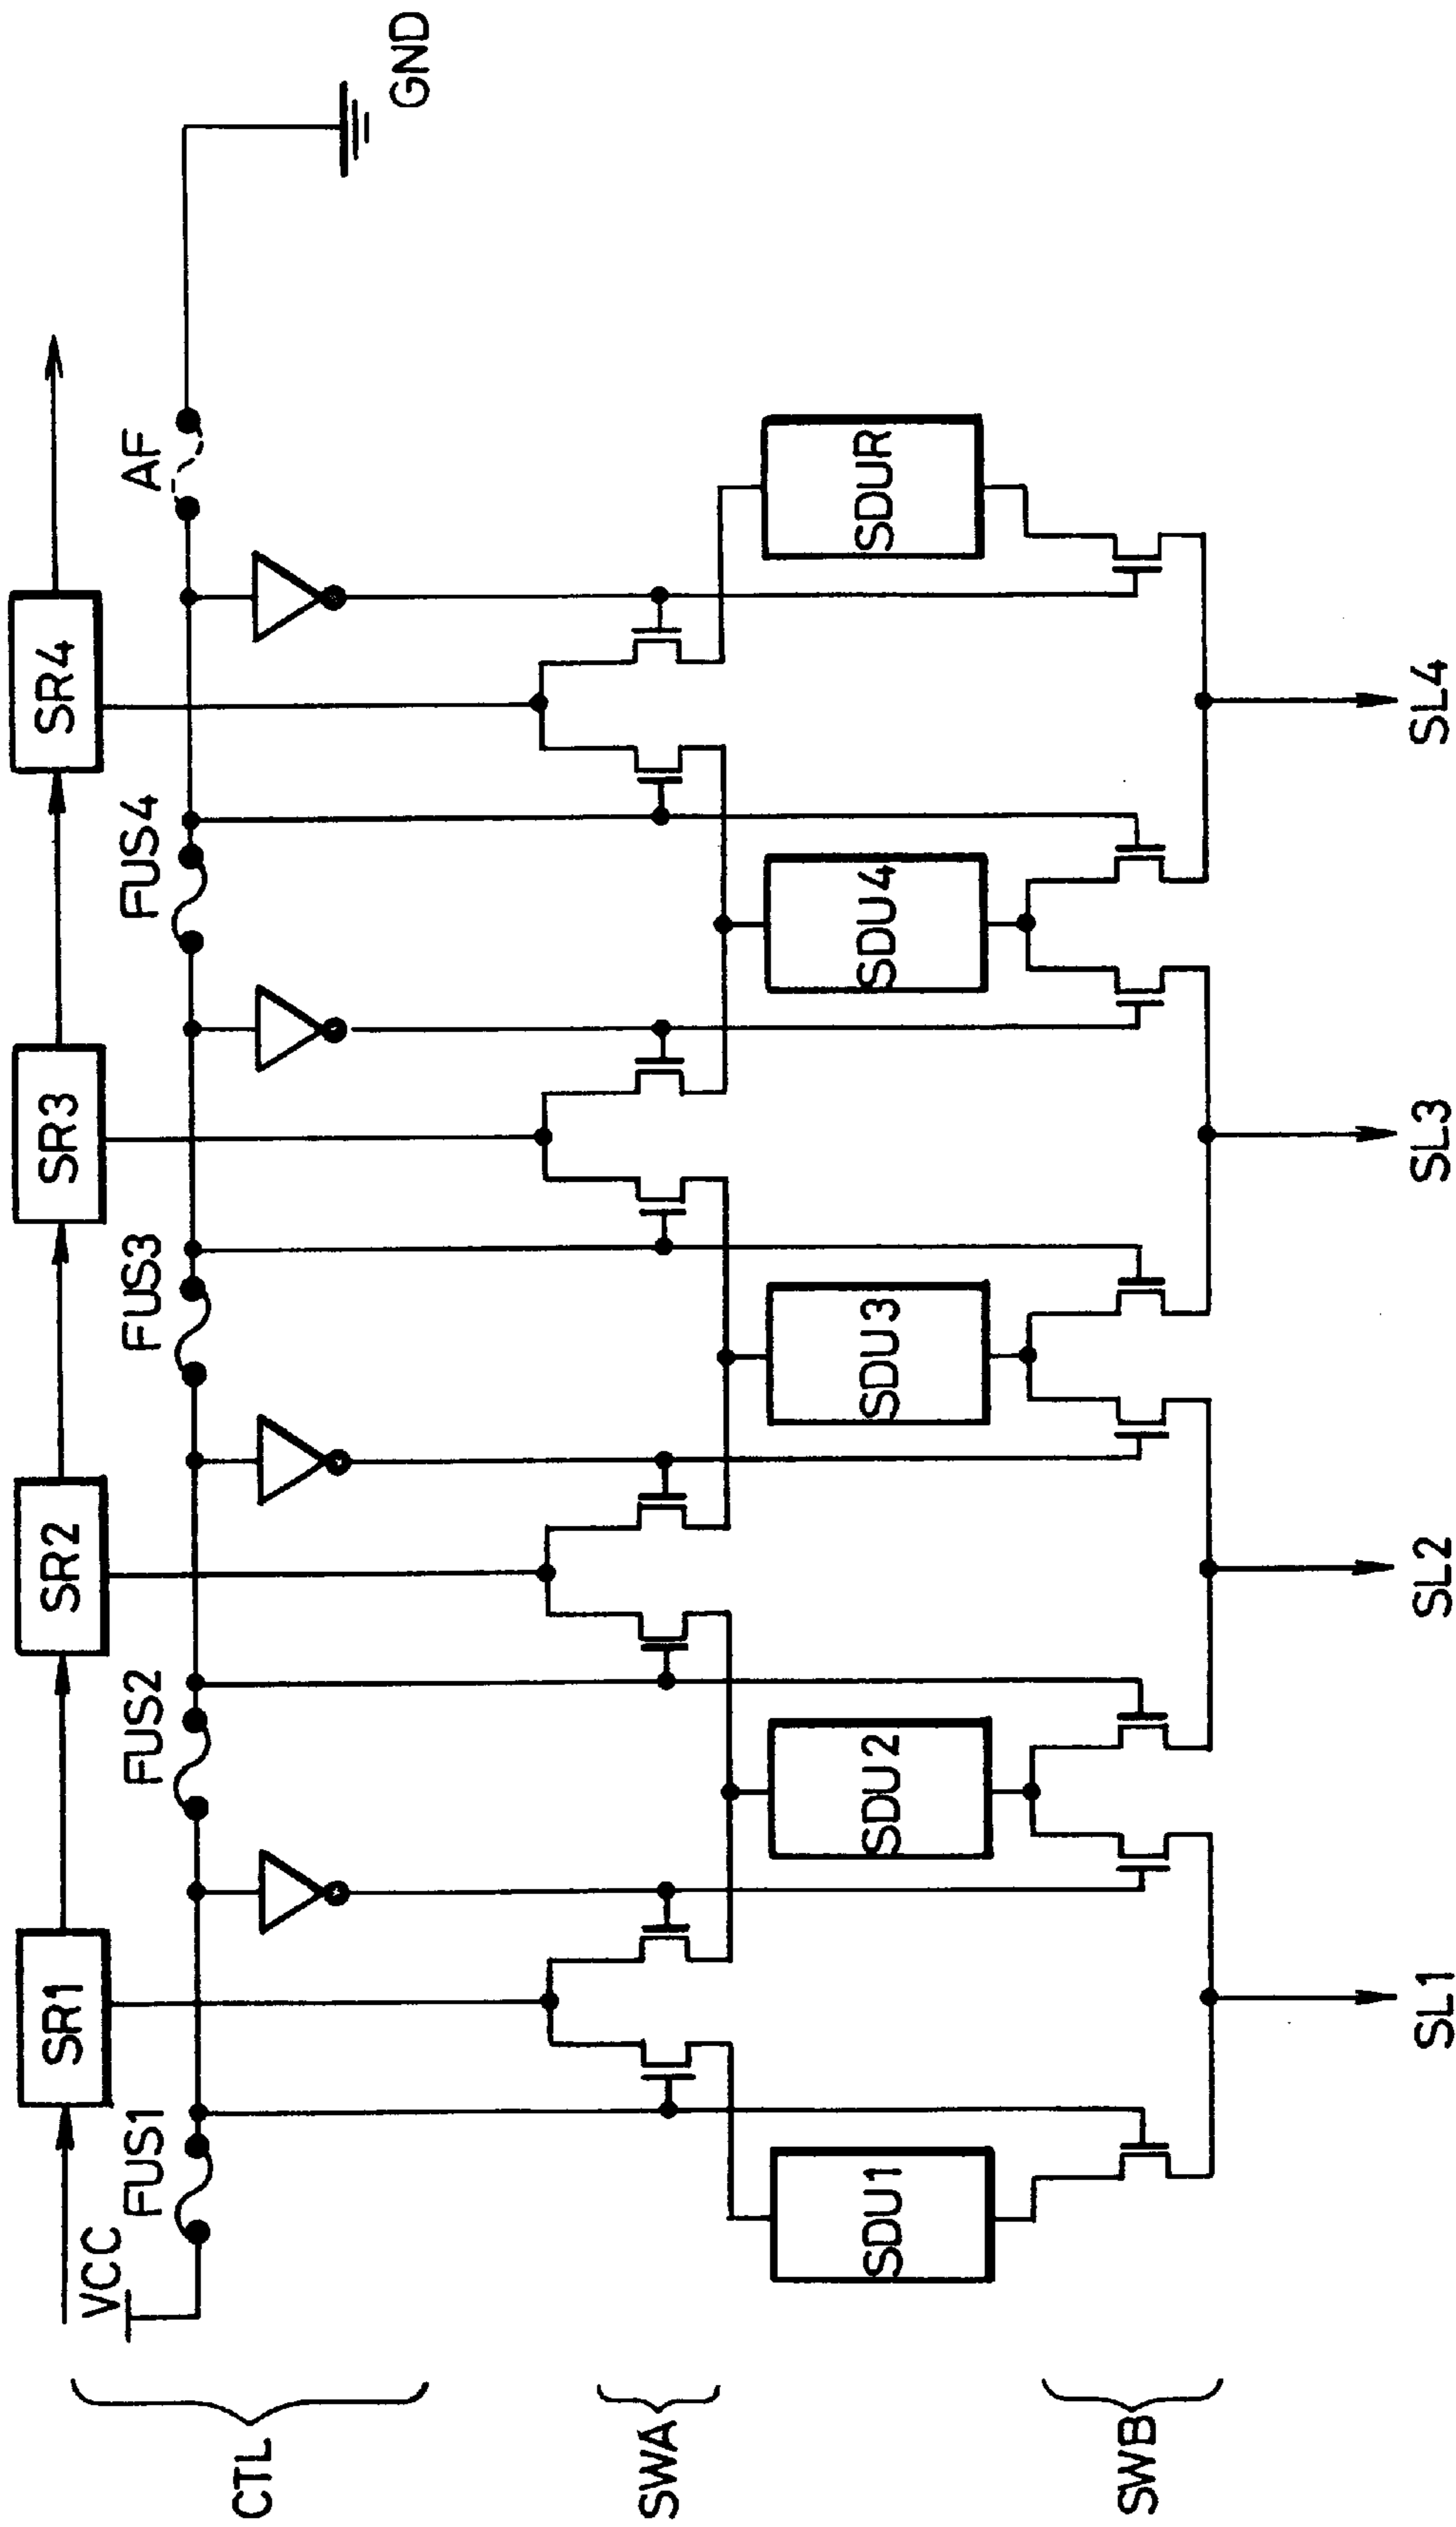 SR1 SR2 SR3 SR4
VCC FUS1 FUS2 FUS3 FUS4 AF
GND
CTL
SWA
SDU1 SDU2 SDU3 SDU4 SDUR
SWB
SL1 SL2 SL3 SL4